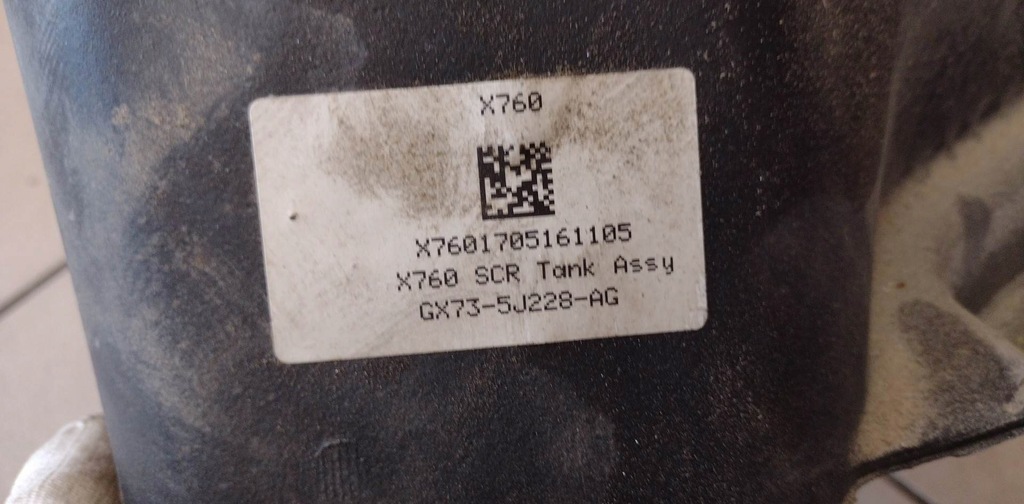 X760
X7601705161105
X760 SCR Tank Assy
GX73-5J228-AG